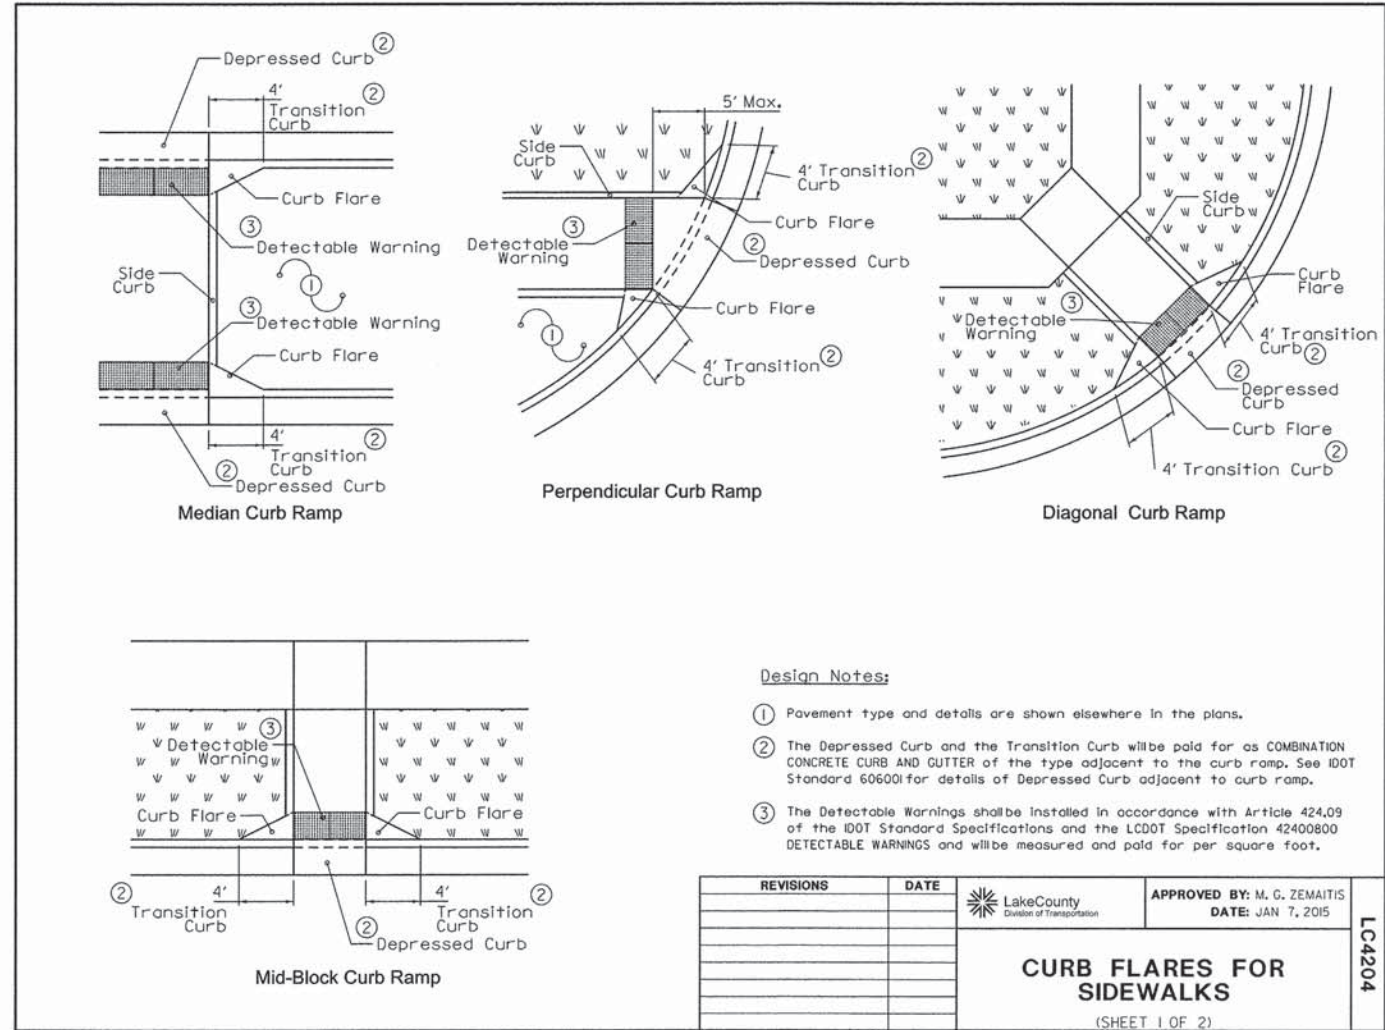 Depressed Curb ②
4'
Transition ②
Curb
Curb Flare
③
Detectable Warning
Side
Curb
①
③
Detectable Warning
Curb Flare
4'
Transition ②
Curb
②
Depressed Curb
Median Curb Ramp
5' Max.
Side
Curb
4' Transition ②
Curb
Curb Flare
③
Detectable
Warning
②
Depressed Curb
Curb Flare
①
4' Transition ②
Curb
Perpendicular Curb Ramp
Side
Curb
Curb
Flare
③
Detectable
Warning
4' Transition
Curb ②
②
Depressed
Curb
Curb Flare
4' Transition Curb ②
Diagonal Curb Ramp
③
Detectable
Warning
Curb Flare
Curb Flare
② 4'
Transition
Curb
4' ②
Transition
Curb
②
Depressed Curb
Mid-Block Curb Ramp
Design Notes:
① Pavement type and details are shown elsewhere in the plans.
② The Depressed Curb and the Transition Curb will be paid for as COMBINATION
CONCRETE CURB AND GUTTER of the type adjacent to the curb ramp. See IDOT
Standard 606001 for details of Depressed Curb adjacent to curb ramp.
③ The Detectable Warnings shall be installed in accordance with Article 424.09
of the IDOT Standard Specifications and the LCDOT Specification 42400800
DETECTABLE WARNINGS and will be measured and paid for per square foot.
REVISIONS DATE
LakeCounty
Division of Transportation
APPROVED BY: M. G. ZEMAITIS
DATE: JAN 7, 2015
CURB FLARES FOR
SIDEWALKS
(SHEET 1 OF 2)
LC4204